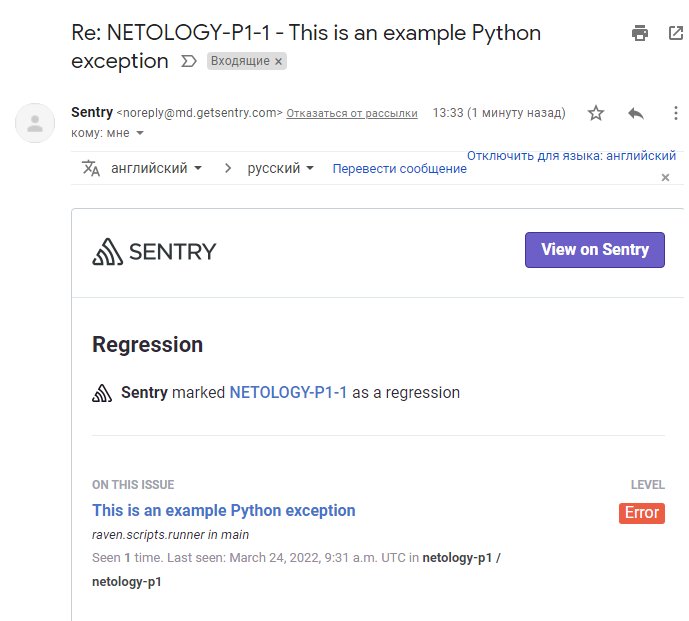 Re: NETOLOGY-P1-1 - This is an example Python
exception Входящие ×
Sentry <noreply@md.getsentry.com> Отказаться от рассылки 13:33 (1 минуту назад)
кому: мне
Отключить для языка: английский
английский > русский Перевести сообщение ×
SENTRY View on Sentry
Regression
Sentry marked NETOLOGY-P1-1 as a regression
ON THIS ISSUE LEVEL
This is an example Python exception Error
raven.scripts.runner in main
Seen 1 time. Last seen: March 24, 2022, 9:31 a.m. UTC in netology-p1 /
netology-p1